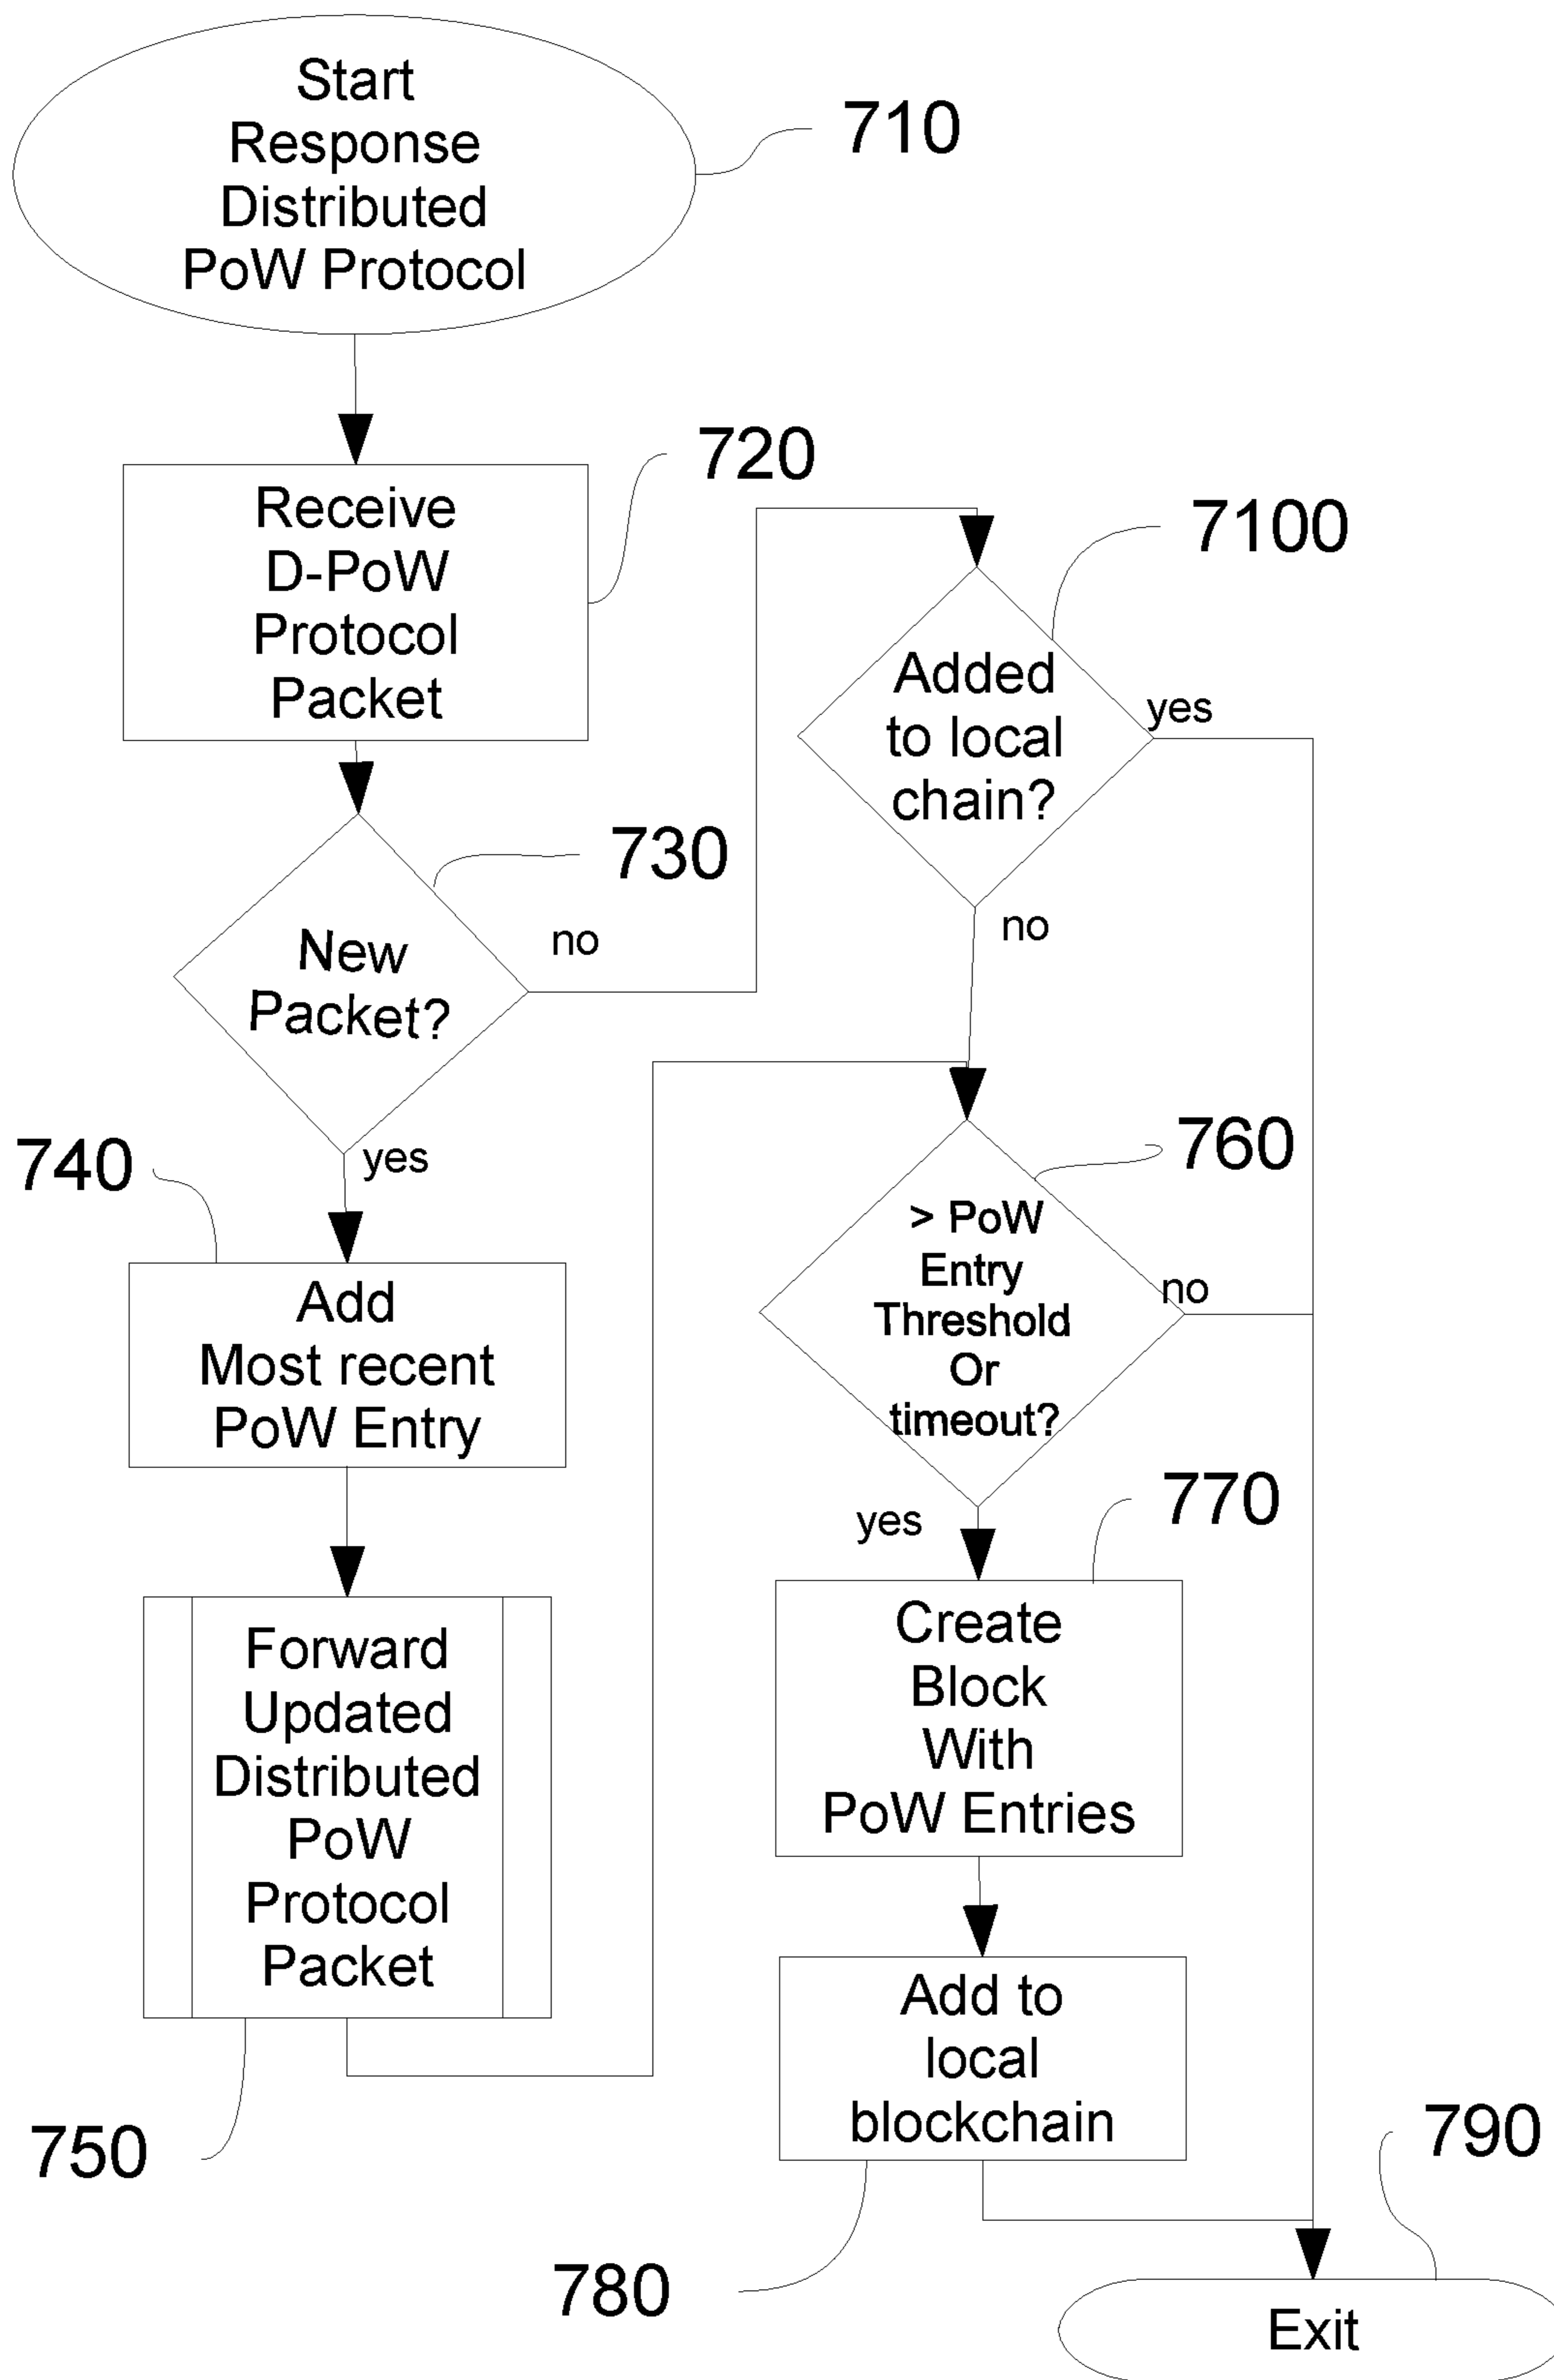 Start
Response
Distributed
PoW Protocol
710
Receive
D-PoW
Protocol
Packet
720
New
Packet?
730
no
yes
Added
to local
chain?
7100
yes
no
740
Add
Most recent
PoW Entry
Forward
Updated
Distributed
PoW
Protocol
Packet
750
> PoW
Entry
Threshold
Or
timeout?
760
no
yes
770
Create
Block
With
PoW Entries
Add to
local
blockchain
780
790
Exit